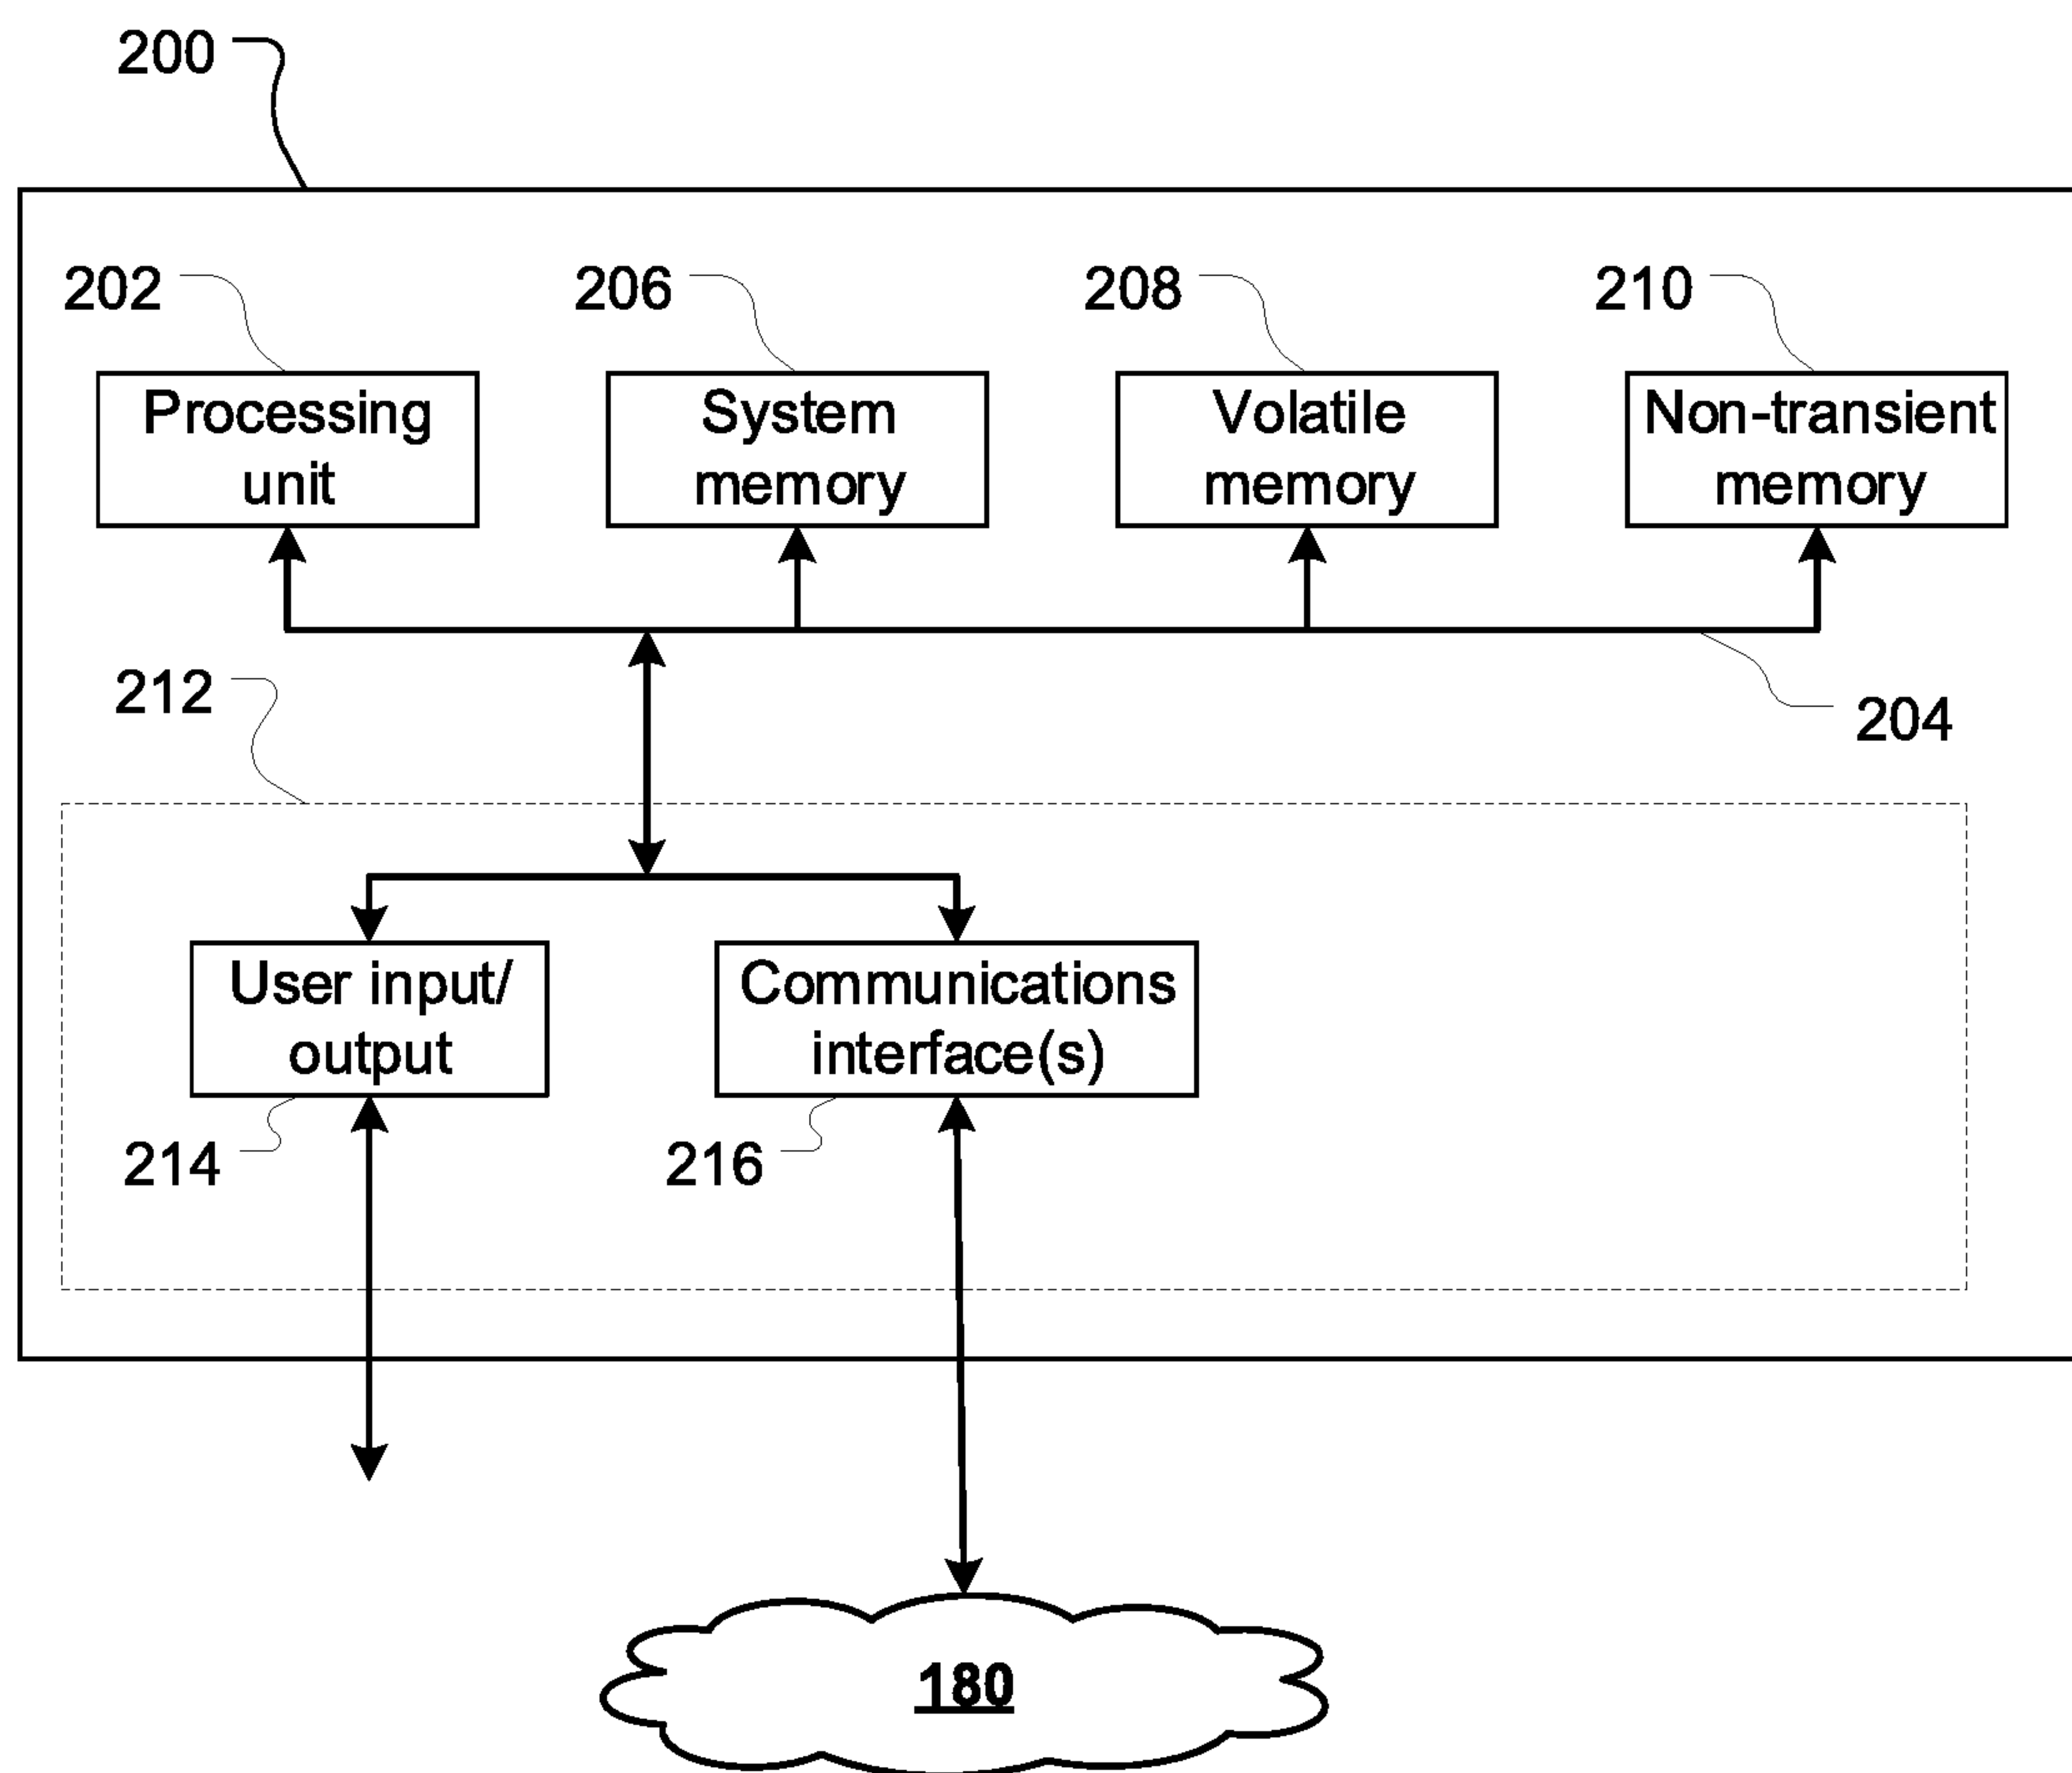 200
202
206
208
210
Processing
unit
System
memory
Volatile
memory
Non-transient
memory
212
204
User input/
output
Communications
interface(s)
214
216
180